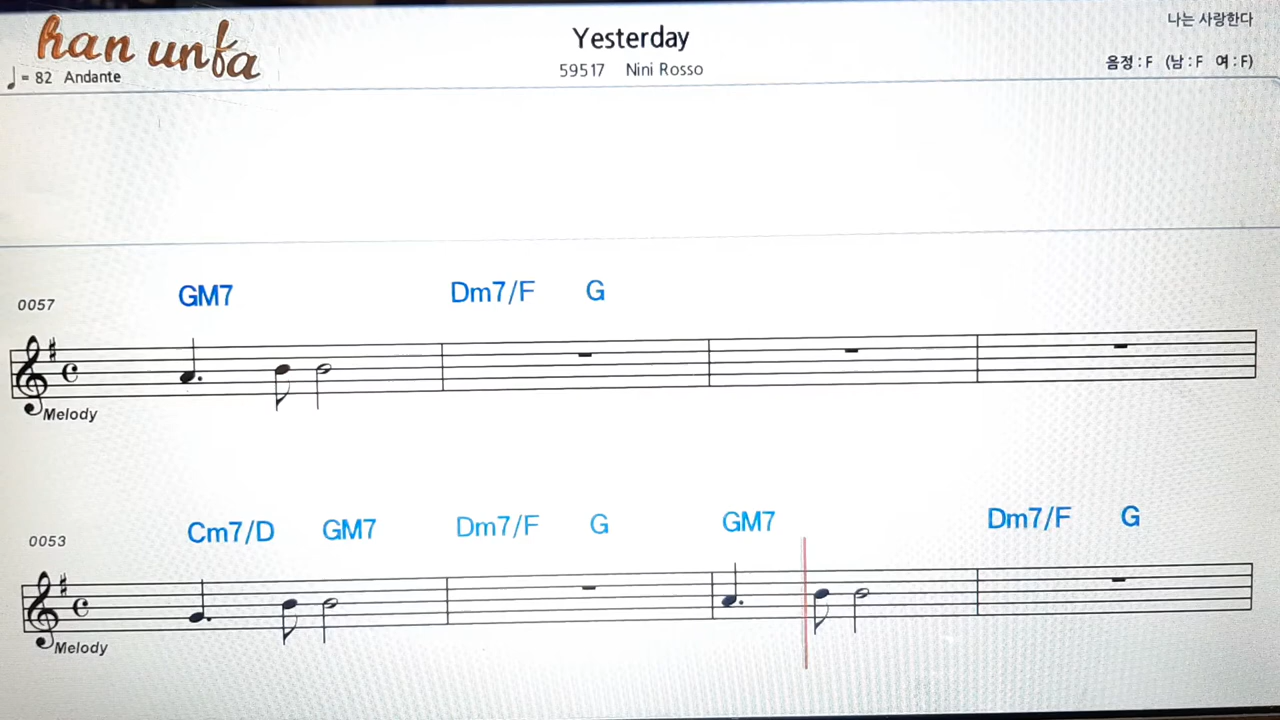 han unfa
Yesterday
나는 사랑한다
♩ = 82 Andante
59517 Nini Rosso
음정 : F (남 : F 여 : F)
0057
GM7 Dm7/F G
Melody
0053
Cm7/D GM7 Dm7/F G GM7 Dm7/F G
Melody